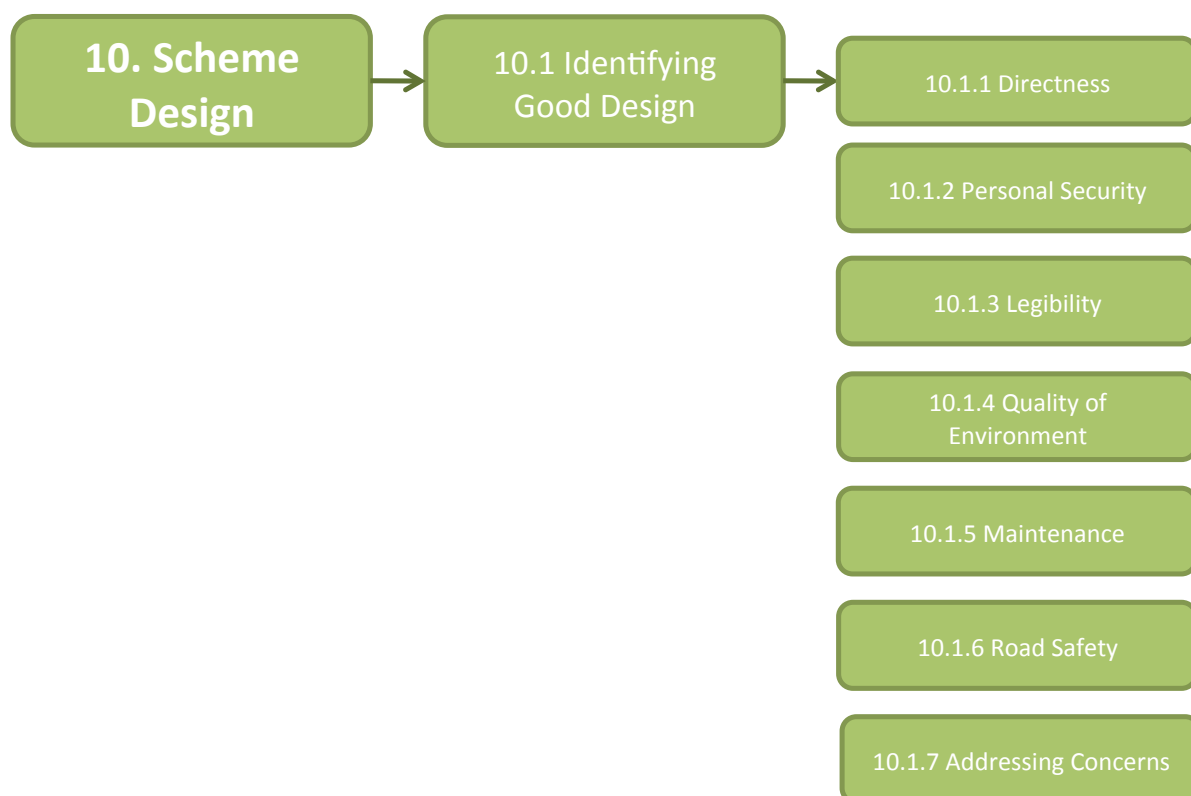 10. Scheme
Design
10.1 Identifying
Good Design
10.1.1 Directness
10.1.2 Personal Security
10.1.3 Legibility
10.1.4 Quality of
Environment
10.1.5 Maintenance
10.1.6 Road Safety
10.1.7 Addressing Concerns